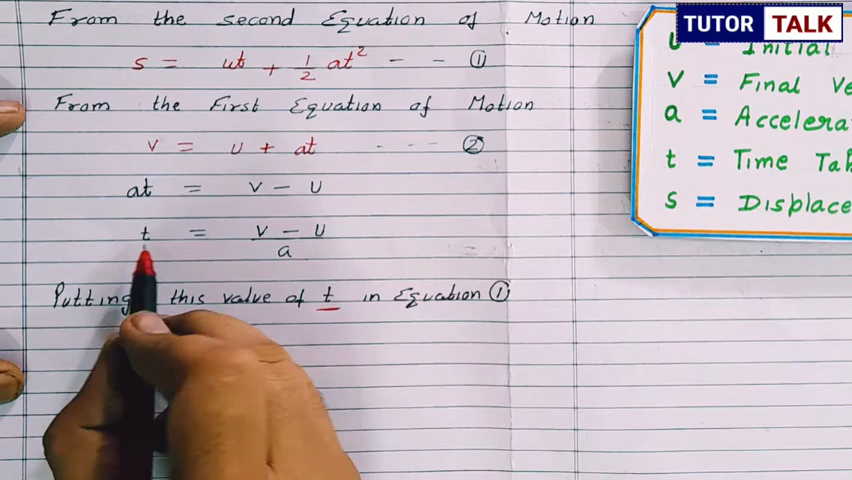 From the second Equation of Motion
s = ut + 1/2 at² - - ①
From the First Equation of Motion
v = u + at - - - ②
at = v - u
t = v - u / a
Putting this value of t in Equation ①
TUTOR TALK
u = Initial
v = Final Ve
a = Accelera
t = Time Tak
s = Displace